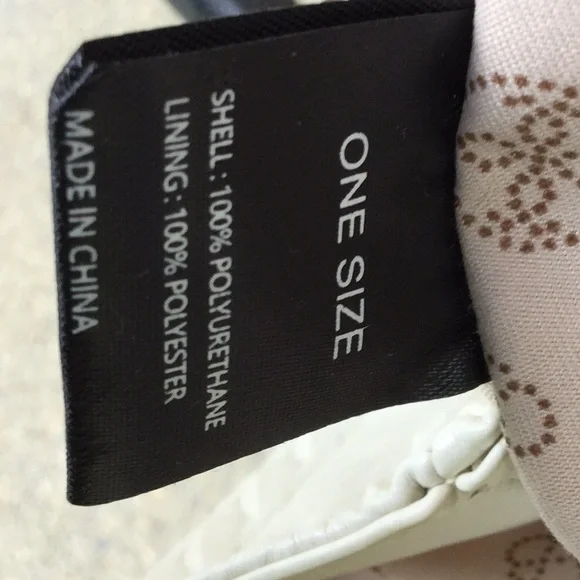 ONE SIZE
SHELL : 100% POLYURETHANE
LINING : 100% POLYESTER
MADE IN CHINA